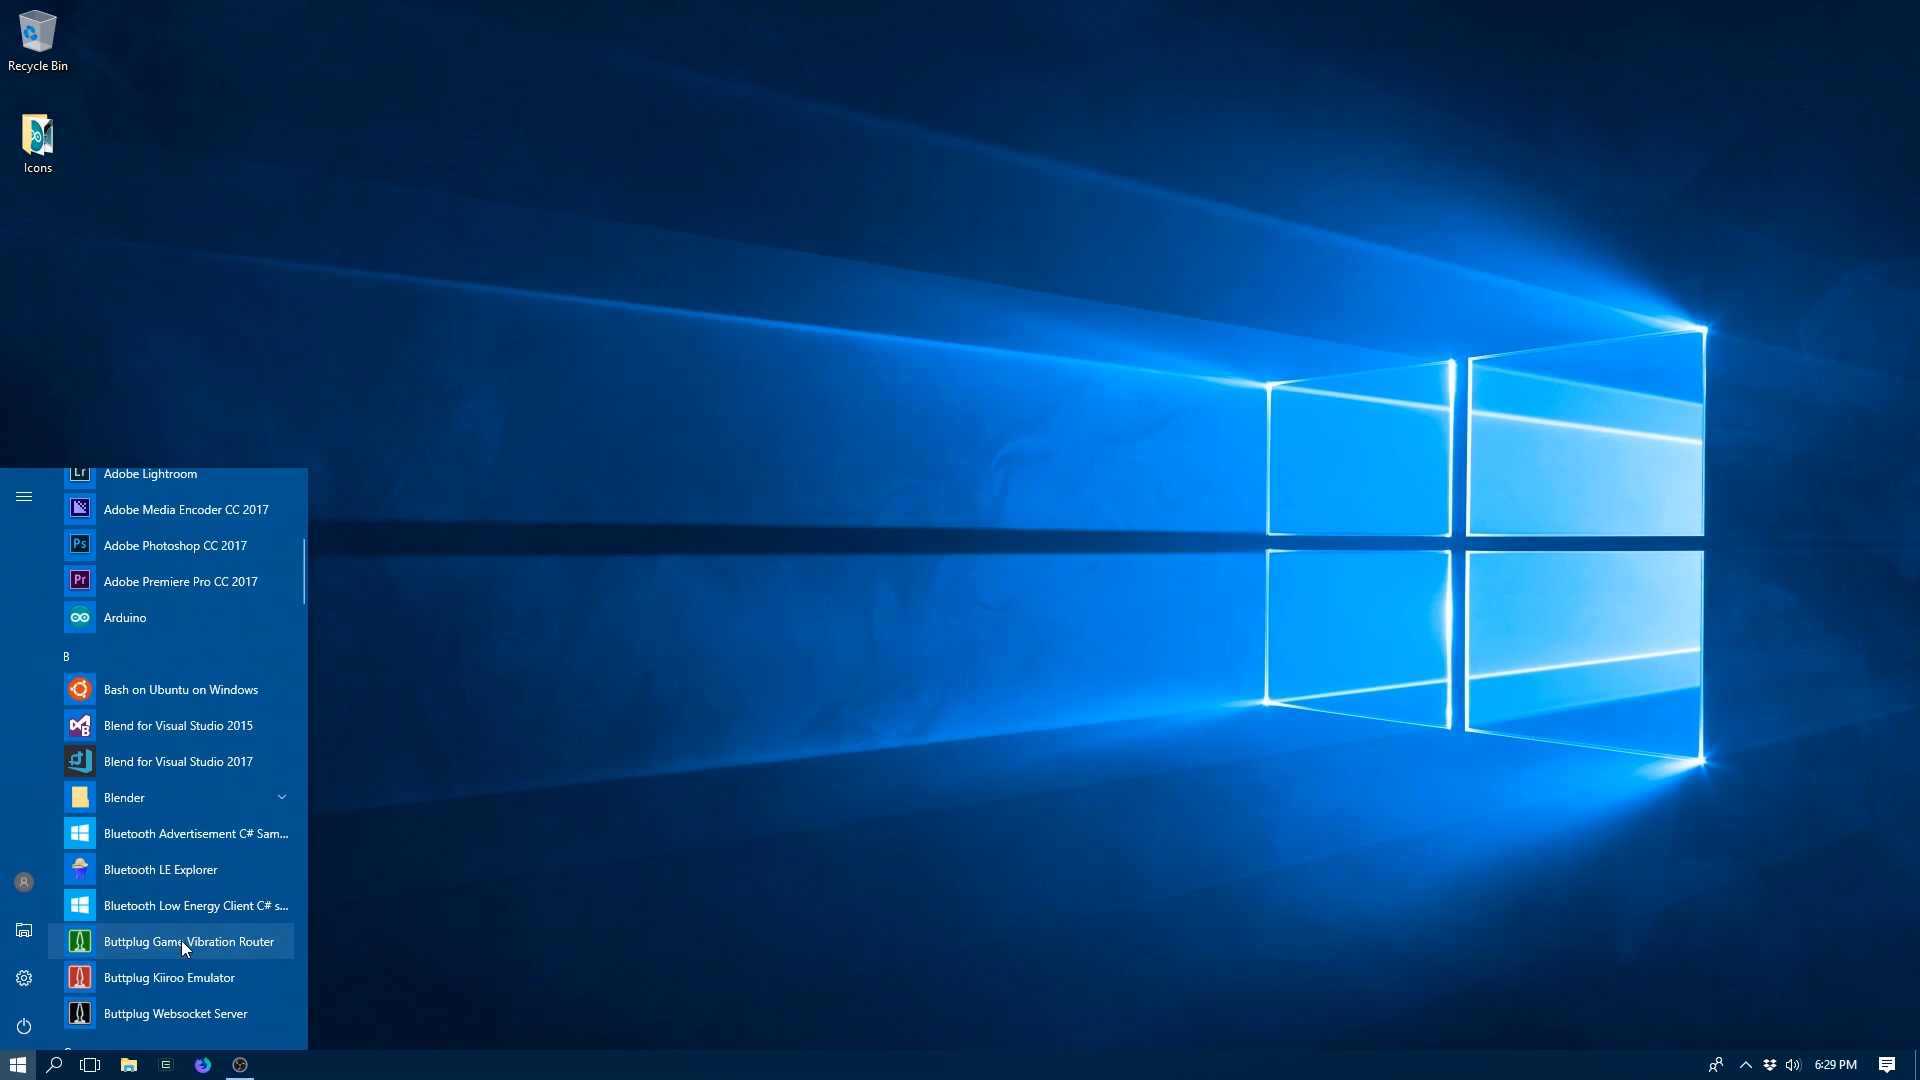 Recycle Bin
Icons
Lr
Adobe Lightroom
Adobe Media Encoder CC 2017
Ps
Adobe Photoshop CC 2017
Pr
Adobe Premiere Pro CC 2017
Arduino
B
Bash on Ubuntu on Windows
B
Blend for Visual Studio 2015
Blend for Visual Studio 2017
Blender
Bluetooth Advertisement C# Sam...
Bluetooth LE Explorer
Bluetooth Low Energy Client C# s...
Buttplug Game Vibration Router
Buttplug Kiiroo Emulator
Buttplug Websocket Server
6:29 PM